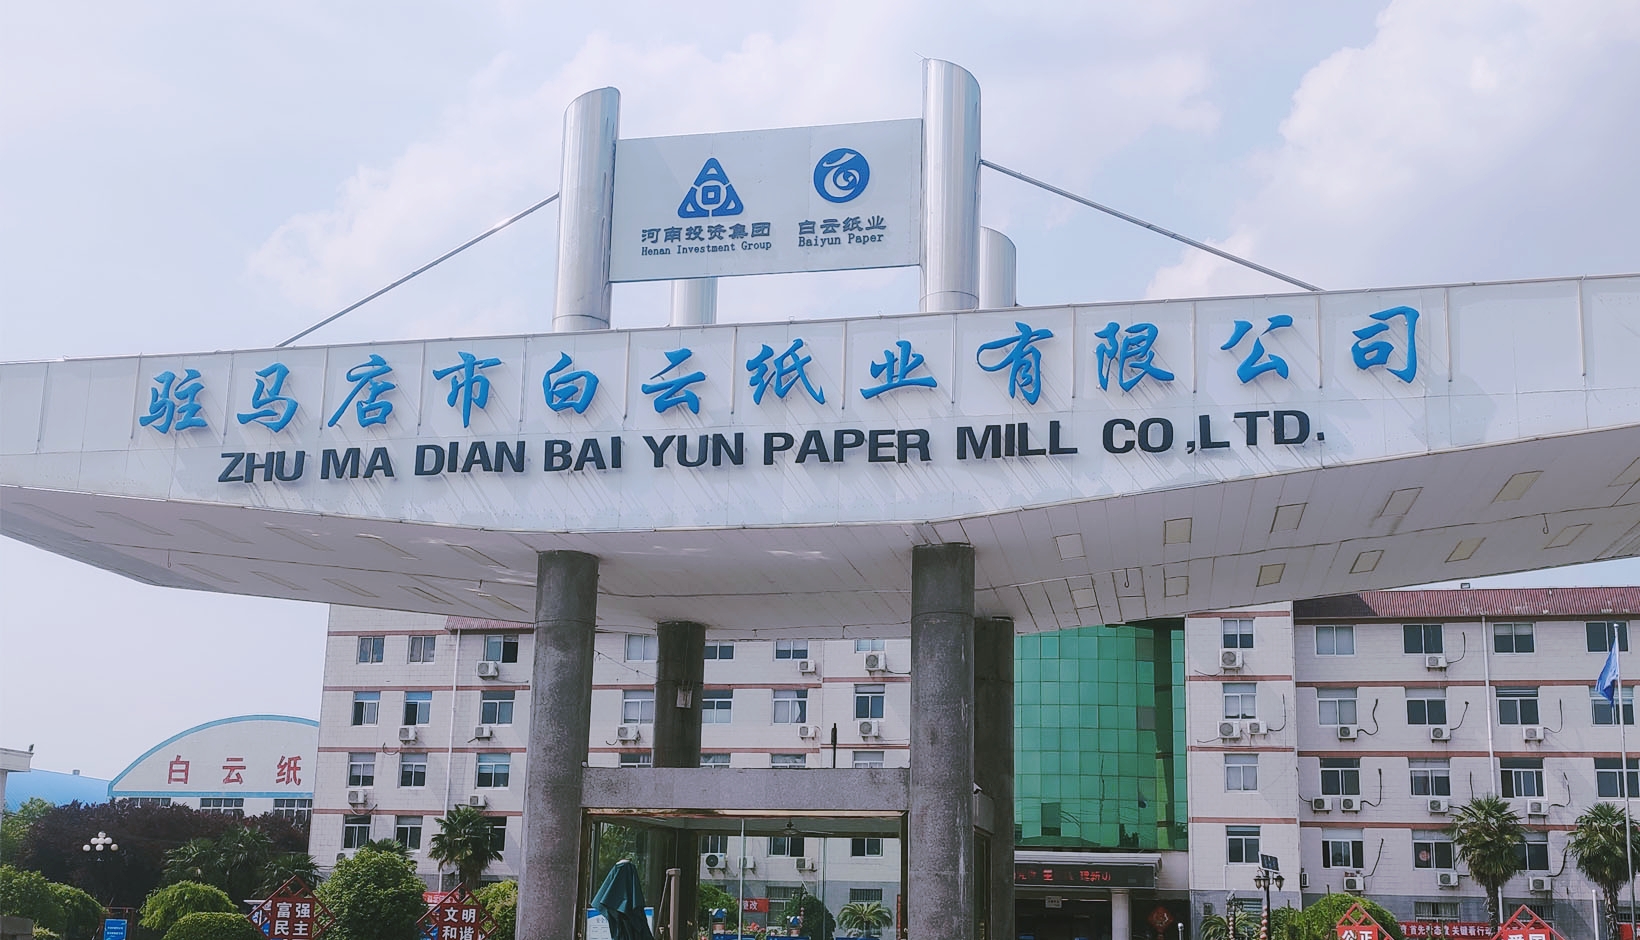 河南投资集团
Henan Investment Group
白云纸业
Baiyun Paper
驻马店市白云纸业有限公司
ZHU MA DIAN BAI YUN PAPER MILL CO.,LTD.
白云纸
富强
民主
文明
和谐
公正